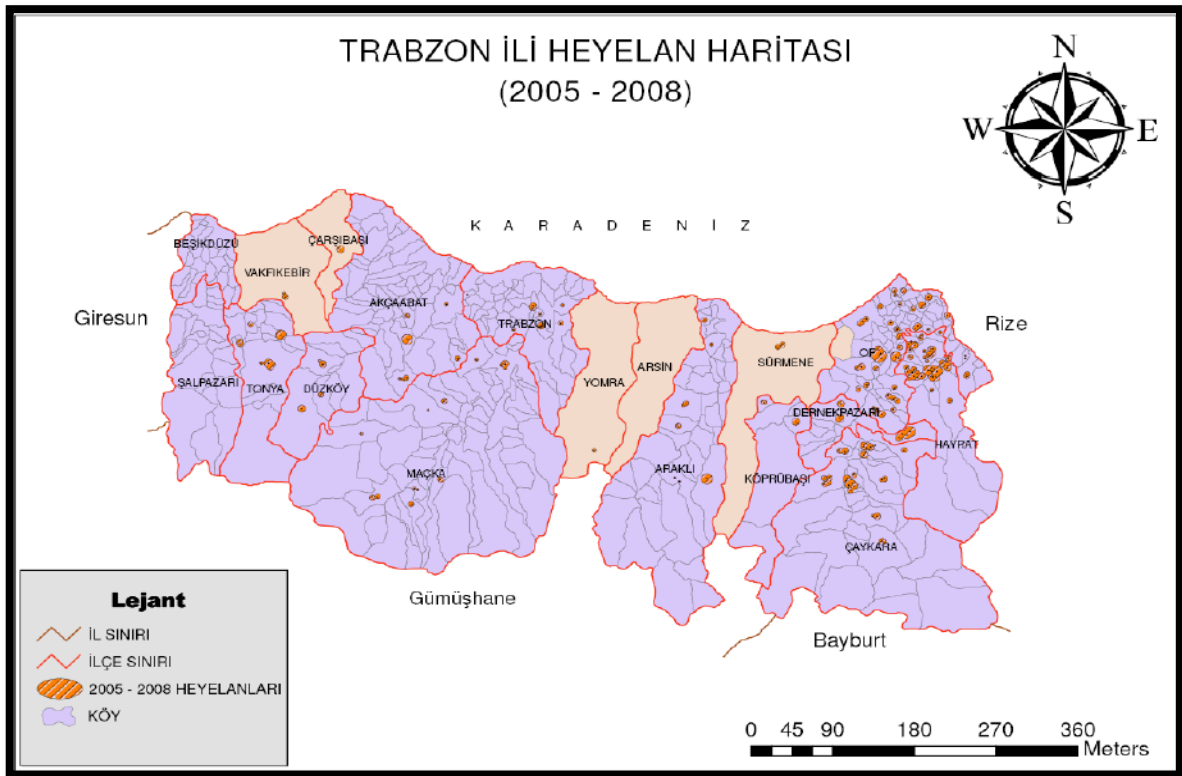 TRABZON İLİ HEYELAN HARİTASI
(2005 - 2008)
N
W
E
S
K A R A D E N İ Z
BEŞİKDÜZÜ
ÇARŞIBAŞI
VAKFIKEBİR
AKÇAABAT
TRABZON
Giresun
Rize
OF
SÜRMENE
ARSİN
YOMRA
ŞALPAZARI
TONYA
DÜZKÖY
DERNEKPAZARI
HAYRAT
MAÇKA
ARAKLI
KÖPRÜBAŞI
ÇAYKARA
Gümüşhane
Bayburt
Lejant
İL SINIRI
İLÇE SINIRI
2005 - 2008 HEYELANLARI
KÖY
0 45 90 180 270 360
Meters